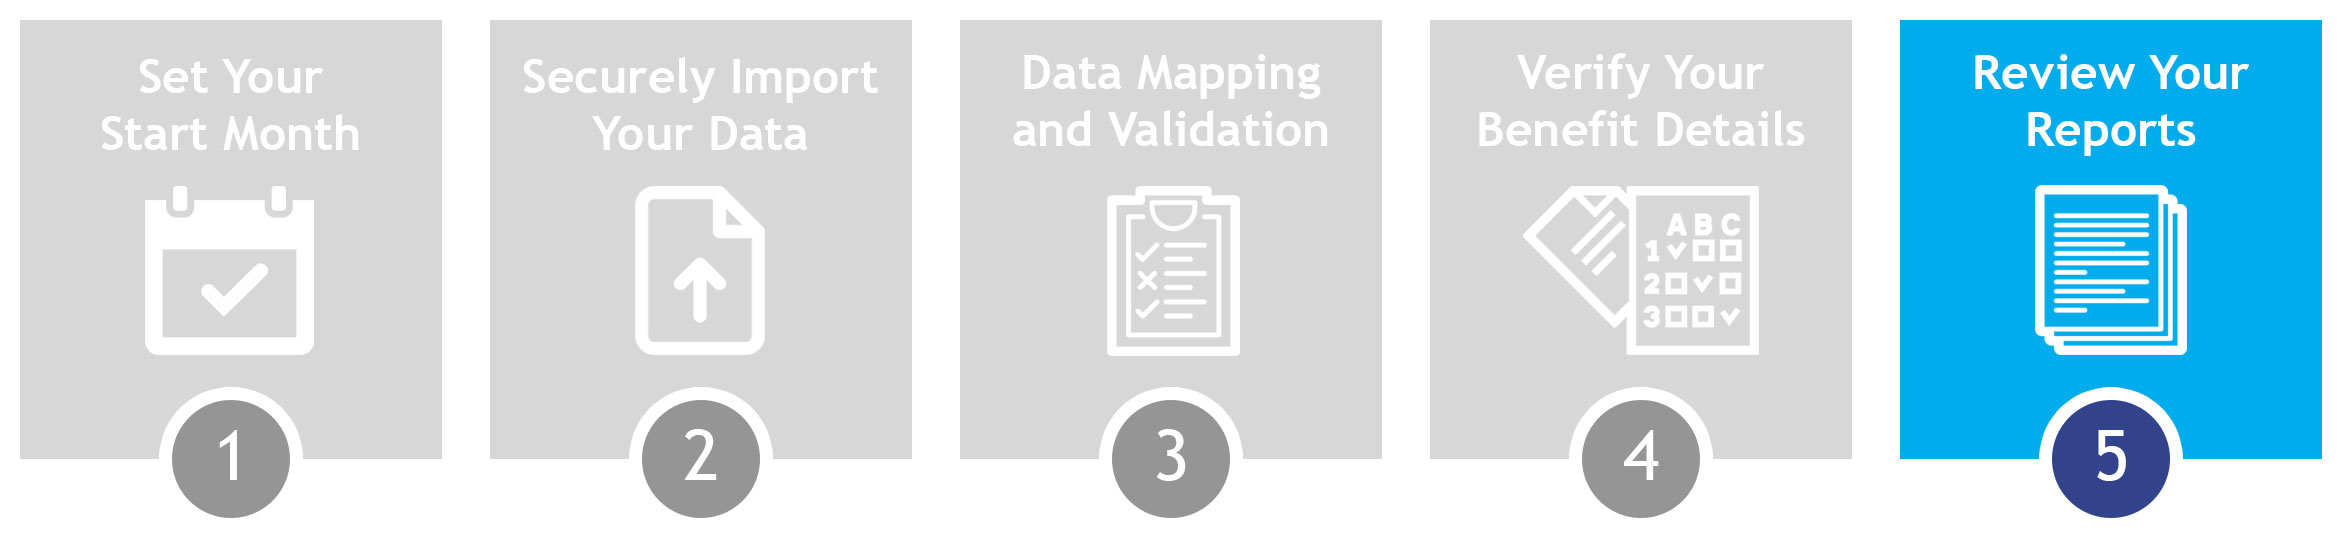 Set Your
Start Month
1
Securely Import
Your Data
2
Data Mapping
and Validation
3
Verify Your
Benefit Details
A B C
1
2
3
4
Review Your
Reports
5